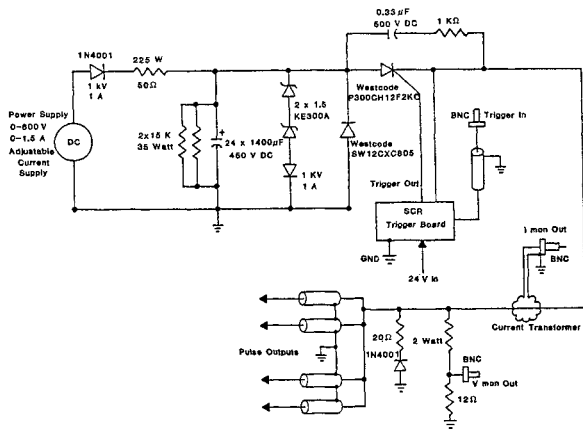 0.33 µF
500 V DC
1 KΩ
1N4001
225 W
1 kV
1 A
50Ω
Power Supply
0-600 V
0-1.5 A
Adjustable
Current
Supply
DC
2x15 K
35 Watt
24 x 1400µF
450 V DC
2 x 1.5
KE300A
1 KV
1 A
Westcode
P300CH12F2KO
Westcode
SW12CXC805
BNC
Trigger In
Trigger Out
SCR
Trigger Board
GND
24 V In
I mon Out
BNC
Current Transformer
Pulse Outputs
20Ω
2 Watt
1N4001
BNC
V mon Out
12Ω